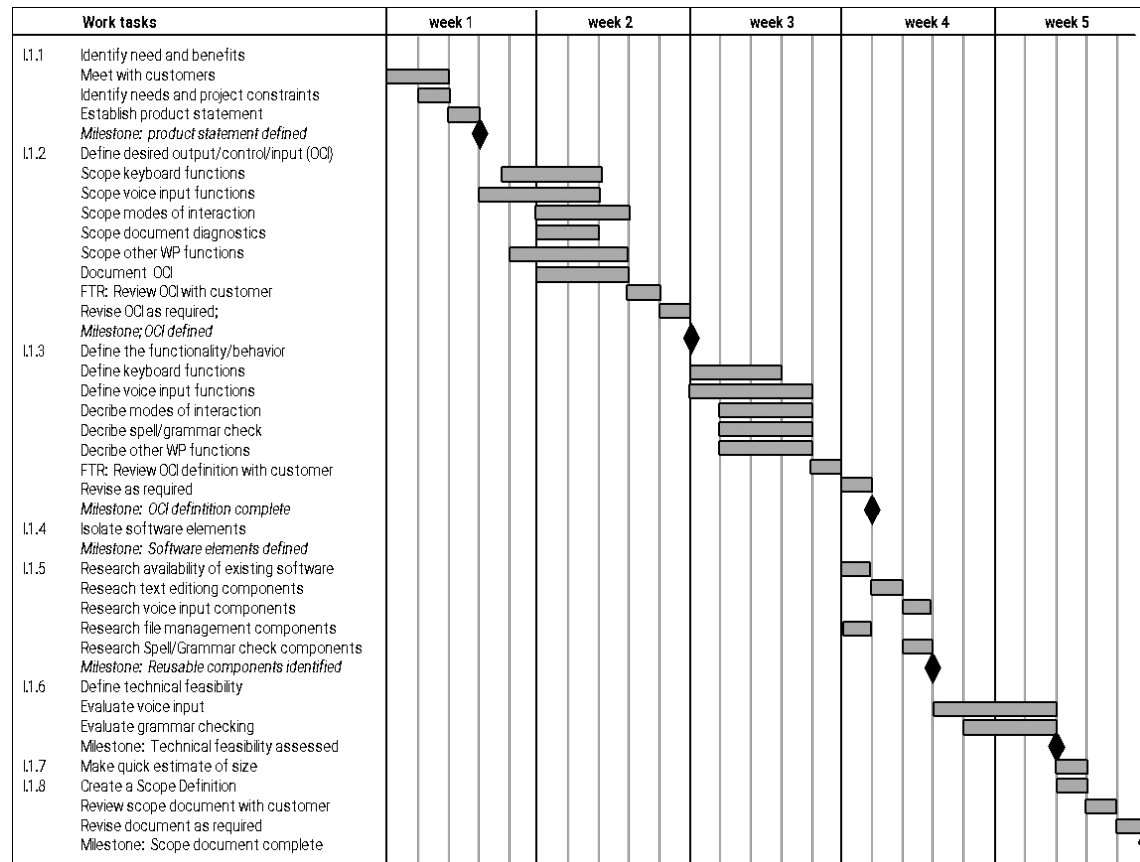 Work tasks week 1 week 2 week 3 week 4 week 5
I.1.1 Identify need and benefits
Meet with customers
Identify needs and project constraints
Establish product statement
Milestone: product statement defined
I.1.2 Define desired output/control/input (OCI)
Scope keyboard functions
Scope voice input functions
Scope modes of interaction
Scope document diagnostics
Scope other WP functions
Document OCI
FTR: Review OCI with customer
Revise OCI as required;
Milestone; OCI defined
I.1.3 Define the functionality/behavior
Define keyboard functions
Define voice input functions
Decribe modes of interaction
Decribe spell/grammar check
Decribe other WP functions
FTR: Review OCI definition with customer
Revise as required
Milestone: OCI defintition complete
I.1.4 Isolate software elements
Milestone: Software elements defined
I.1.5 Research availability of existing software
Reseach text editiong components
Research voice input components
Research file management components
Research Spell/Grammar check components
Milestone: Reusable components identified
I.1.6 Define technical feasibility
Evaluate voice input
Evaluate grammar checking
Milestone: Technical feasibility assessed
I.1.7 Make quick estimate of size
I.1.8 Create a Scope Definition
Review scope document with customer
Revise document as required
Milestone: Scope document complete